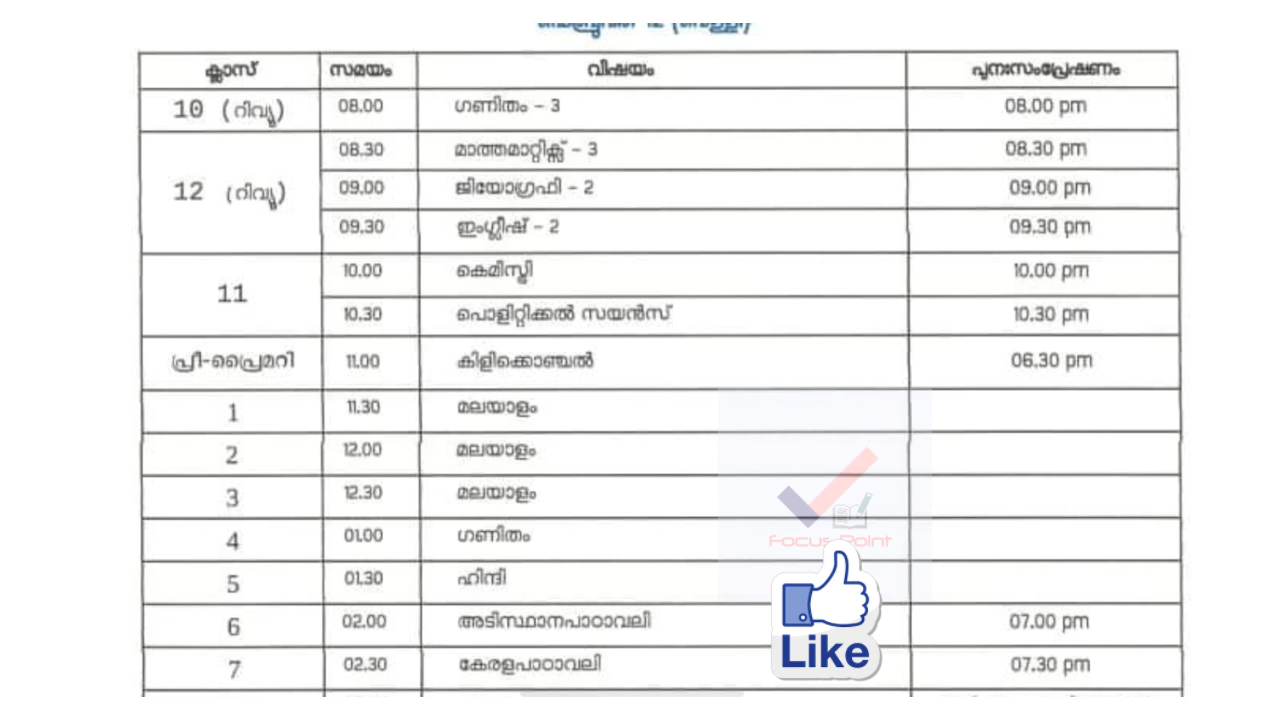 ക്ലാസ് സമയം വിഷയം പുനഃസംപ്രേഷണം
10 (റിവ്യൂ) 08.00 ഗണിതം – 3 08.00 pm
08.30 മാത്തമാറ്റിക്സ് – 3 08.30 pm
12 (റിവ്യൂ) 09.00 ജിയോഗ്രഫി – 2 09.00 pm
09.30 ഇംഗ്ലീഷ് – 2 09.30 pm
11 10.00 കെമിസ്ട്രി 10.00 pm
10.30 പൊളിറ്റിക്കൽ സയൻസ് 10.30 pm
പ്രീ-പ്രൈമറി 11.00 കിളിക്കൊഞ്ചൽ 06.30 pm
1 11.30 മലയാളം
2 12.00 മലയാളം
3 12.30 മലയാളം
4 01.00 ഗണിതം
Focus Point
5 01.30 ഹിന്ദി
6 02.00 അടിസ്ഥാനപാഠാവലി 07.00 pm
Like
7 02.30 കേരളപാഠാവലി 07.30 pm